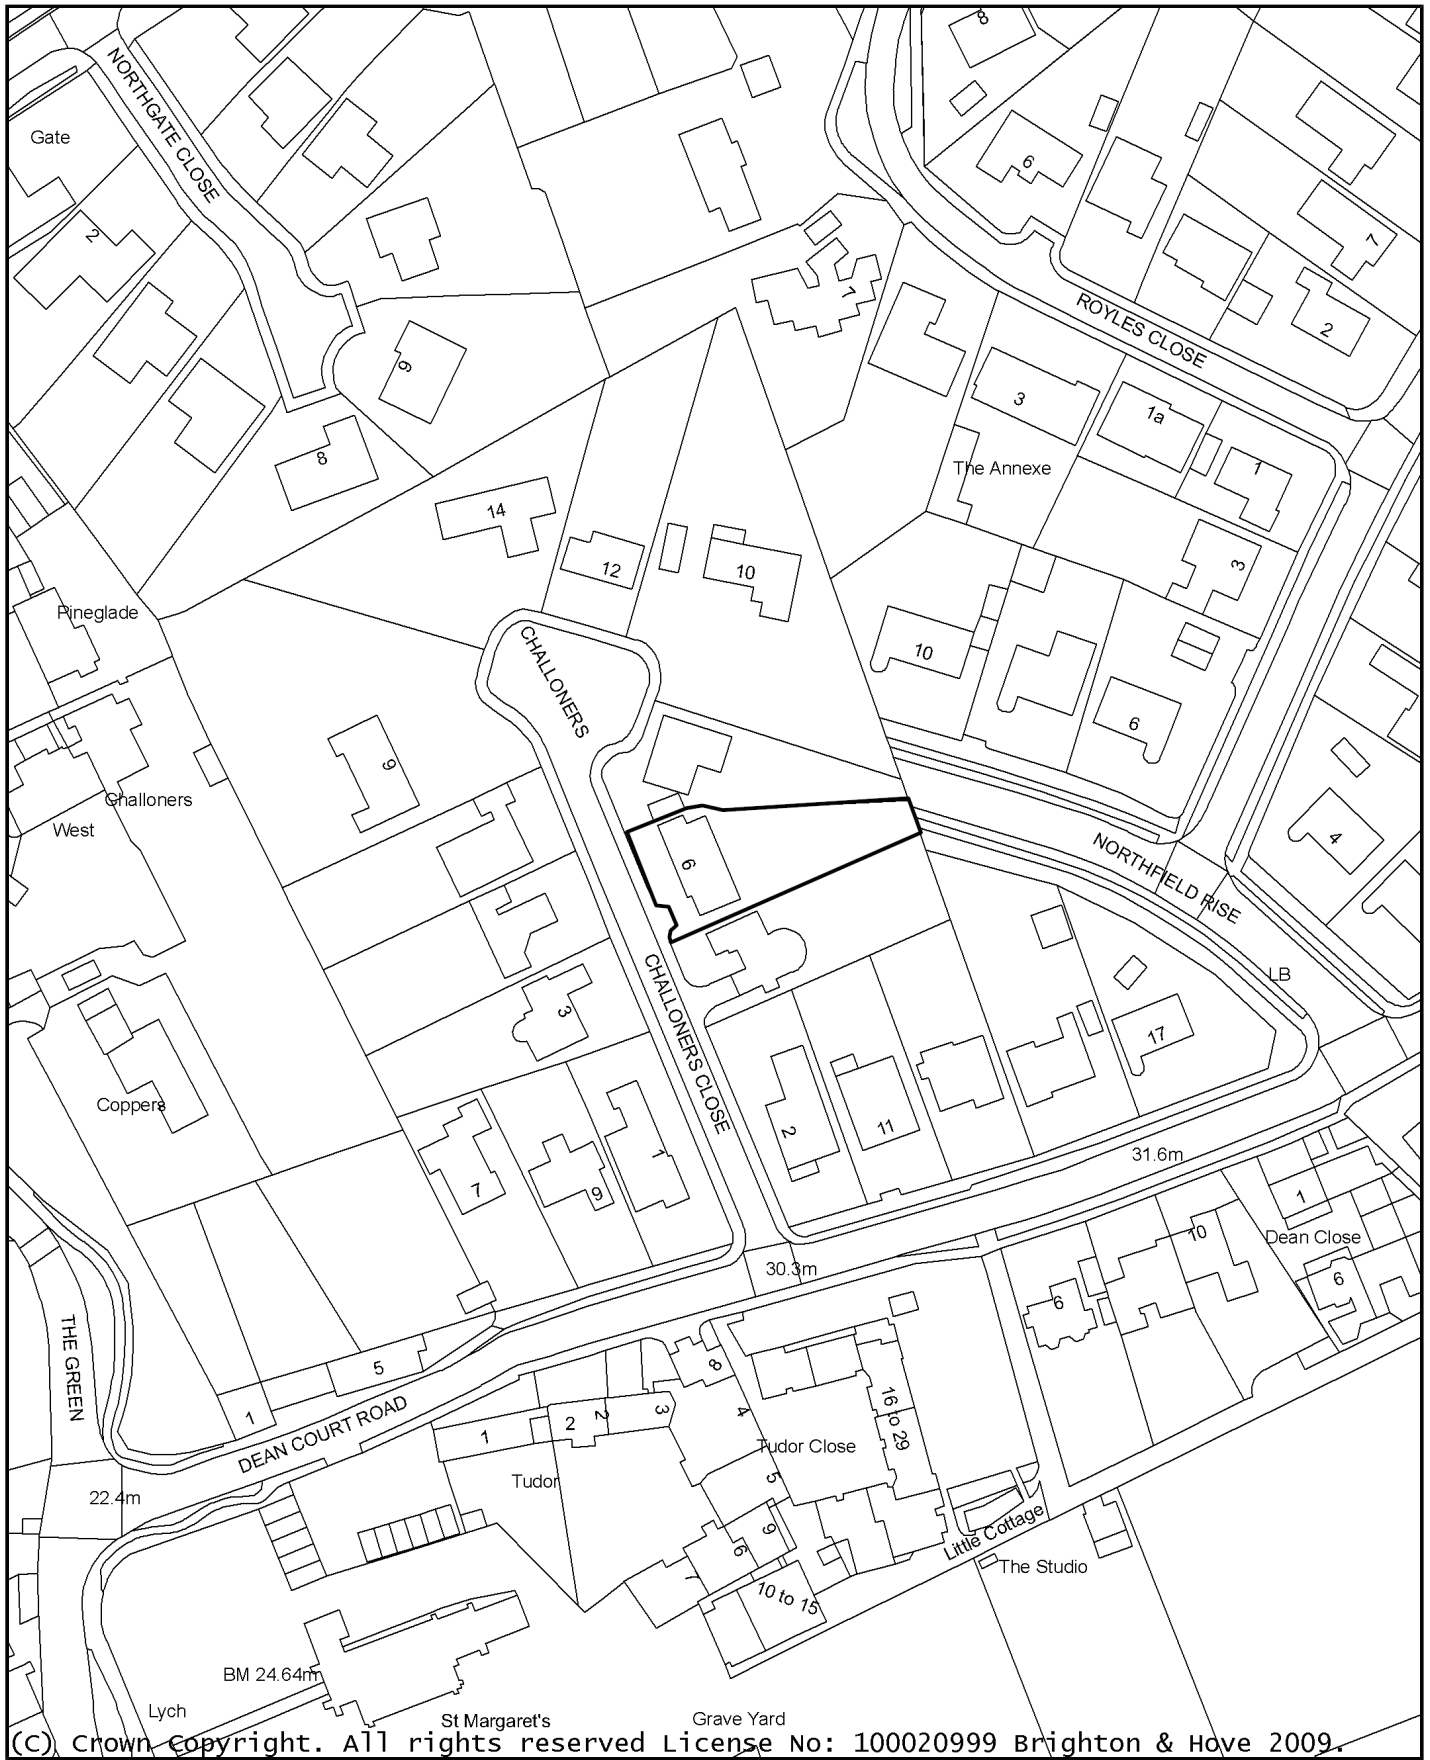 8
NORTHGATE CLOSE
Gate
6
2
7
7
ROYLES CLOSE
2
9
3
1a
1
8
The Annexe
14
12
10
3
Pineglade
10
CHALLONERS
6
9
Challoners
West
4
6
NORTHFIELD RISE
LB
CHALLONERS CLOSE
3
17
Coppers
2
11
1
31.6m
7
9
1
Dean Close
10
30.3m
6
6
THE GREEN
8
5
1
DEAN COURT ROAD
2
2
3
4
16 to 29
1
Tudor Close
Tudor
5
22.4m
9
6
Little Cottage
The Studio
10 to 15
BM 24.64m
Lych
St Margaret's
Grave Yard
(C) Crown Copyright. All rights reserved License No: 100020999 Brighton & Hove 2009.